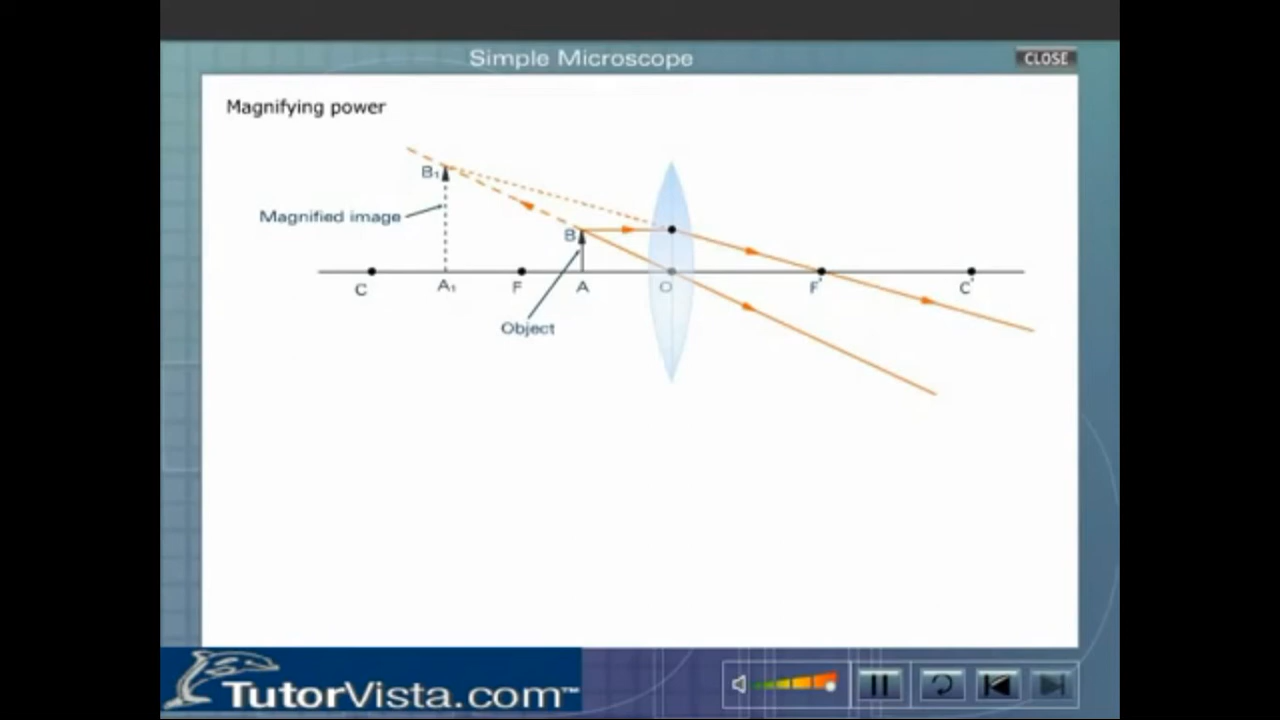 Simple Microscope
CLOSE
Magnifying power
B₁
Magnified image
B
C
A₁
F
A
O
F'
C'
Object
TutorVista.com™